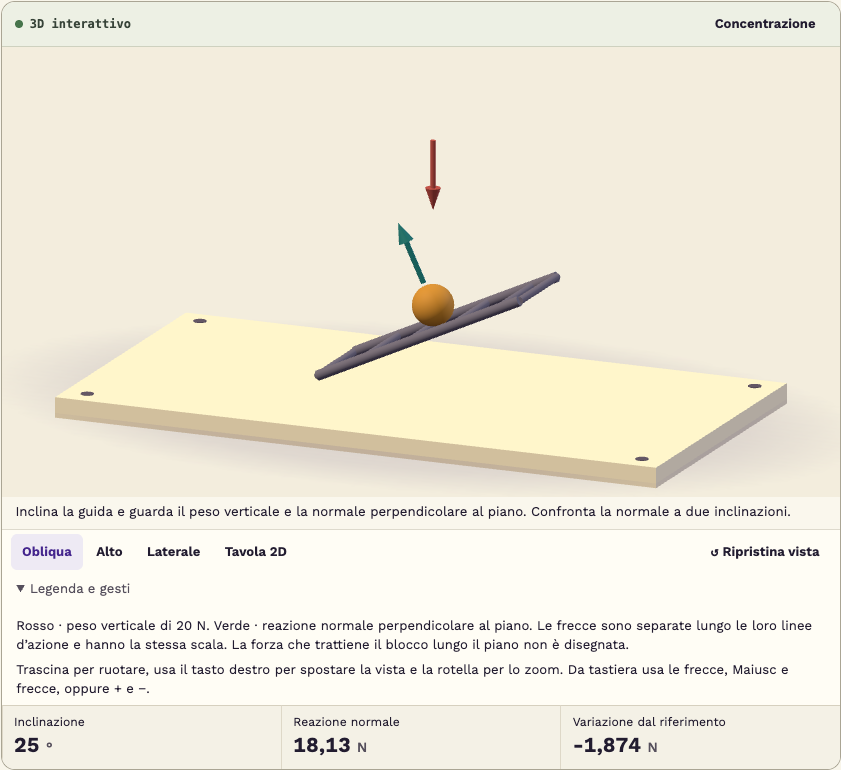 3D interattivo
Concentrazione
Inclina la guida e guarda il peso verticale e la normale perpendicolare al piano. Confronta la normale a due inclinazioni.
Obliqua Alto Laterale Tavola 2D ↺ Ripristina vista
▼ Legenda e gesti
Rosso · peso verticale di 20 N. Verde · reazione normale perpendicolare al piano. Le frecce sono separate lungo le loro linee
d’azione e hanno la stessa scala. La forza che trattiene il blocco lungo il piano non è disegnata.
Trascina per ruotare, usa il tasto destro per spostare la vista e la rotella per lo zoom. Da tastiera usa le frecce, Maiusc e
frecce, oppure + e −.
Inclinazione
25 °
Reazione normale
18,13 N
Variazione dal riferimento
-1,874 N